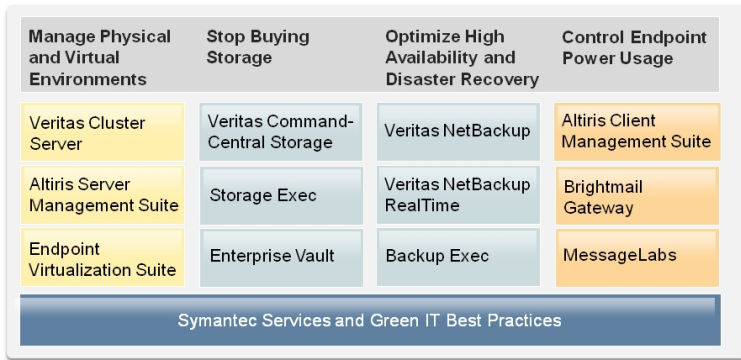 Manage Physical
and Virtual
Environments
Stop Buying
Storage
Optimize High
Availability and
Disaster Recovery
Control Endpoint
Power Usage
Veritas Cluster
Server
Veritas Command-
Central Storage
Veritas NetBackup
Altiris Client
Management Suite
Altiris Server
Management Suite
Storage Exec
Veritas NetBackup
RealTime
Brightmail
Gateway
Endpoint
Virtualization Suite
Enterprise Vault
Backup Exec
MessageLabs
Symantec Services and Green IT Best Practices